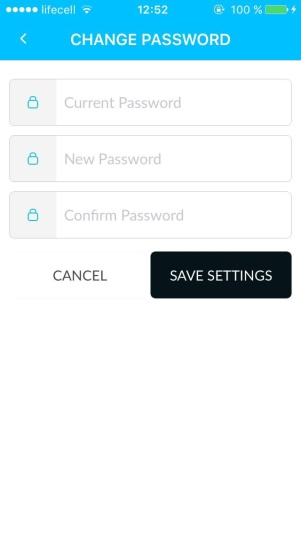 lifecell 12:52 100 %
CHANGE PASSWORD
Current Password
New Password
Confirm Password
CANCEL SAVE SETTINGS